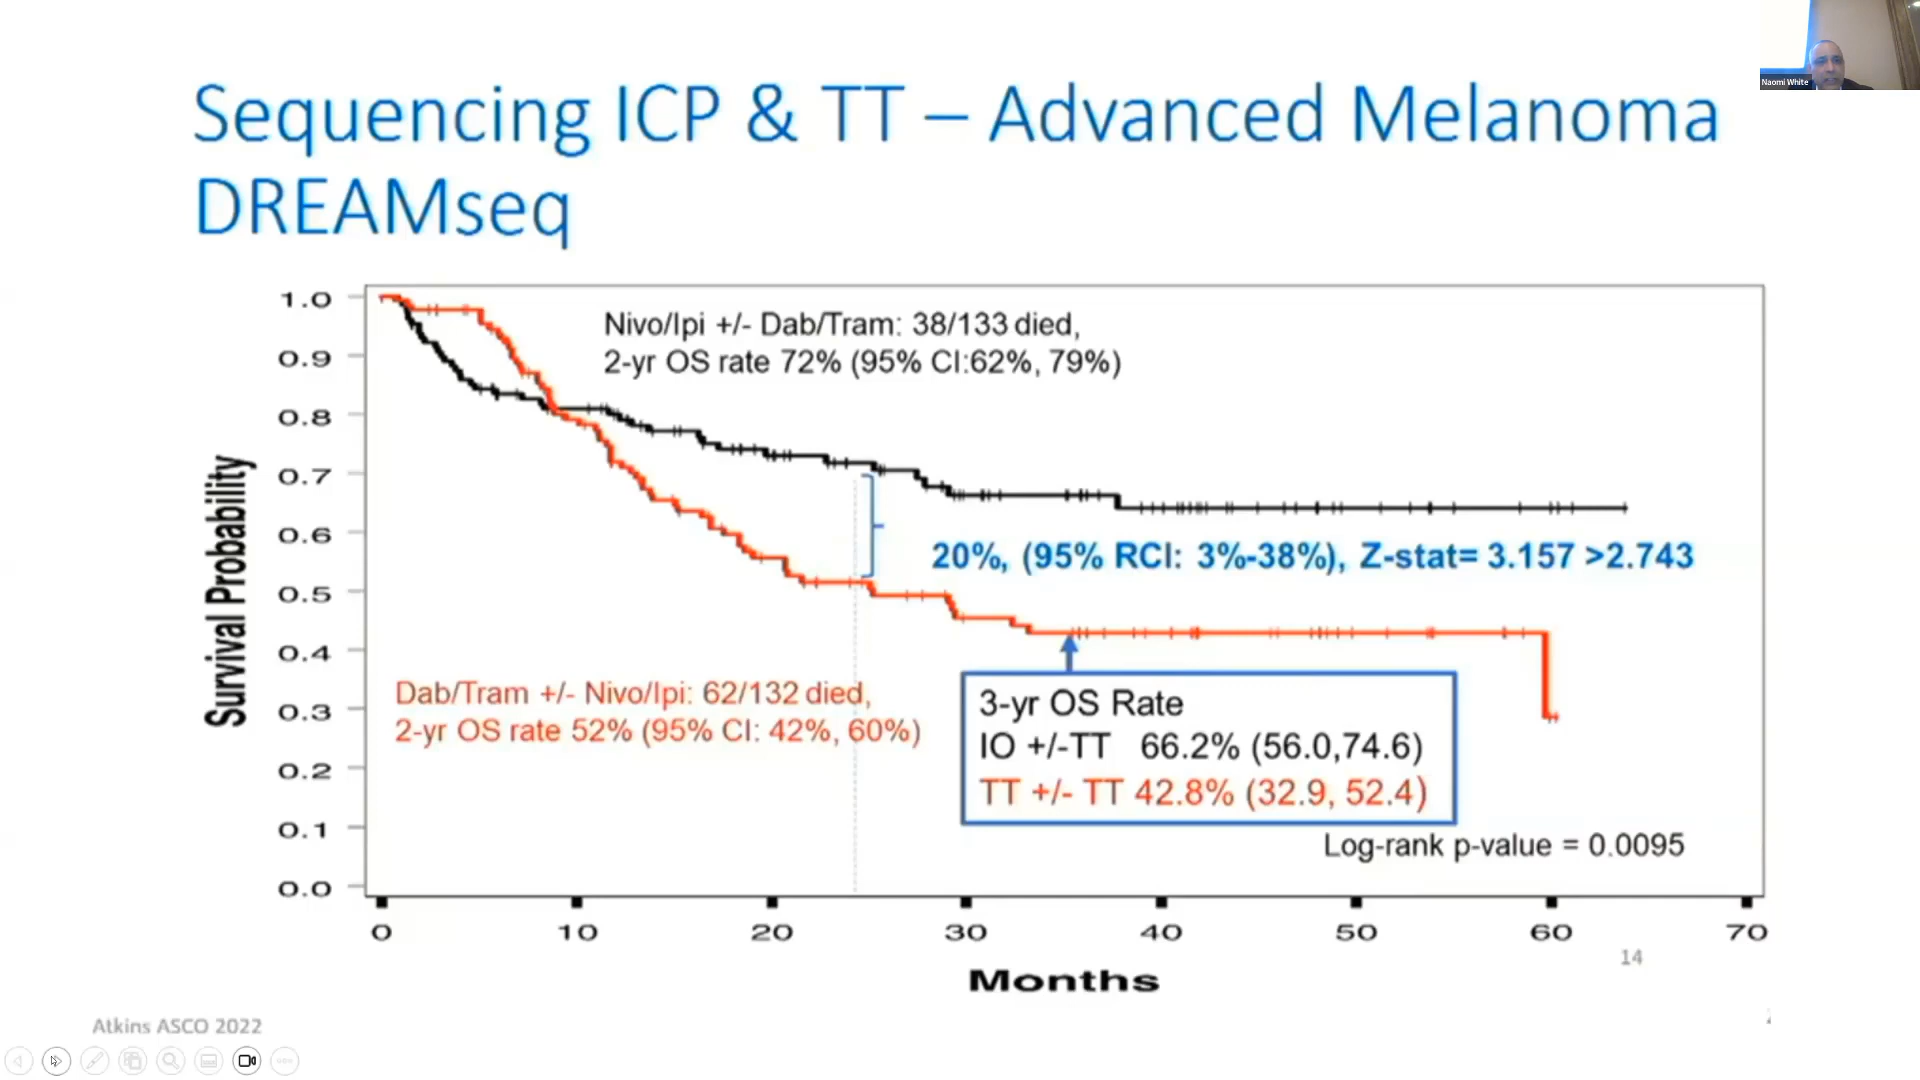 Naomi White
Sequencing ICP & TT – Advanced Melanoma
DREAMseq
Nivo/Ipi +/- Dab/Tram: 38/133 died,
2-yr OS rate 72% (95% CI:62%, 79%)
20%, (95% RCI: 3%-38%), Z-stat= 3.157 >2.743
Dab/Tram +/- Nivo/Ipi: 62/132 died,
2-yr OS rate 52% (95% CI: 42%, 60%)
3-yr OS Rate
IO +/-TT 66.2% (56.0,74.6)
TT +/- TT 42.8% (32.9, 52.4)
Log-rank p-value = 0.0095
Survival Probability
1.0
0.9
0.8
0.7
0.6
0.5
0.4
0.3
0.2
0.1
0.0
0 10 20 30 40 50 60 70
Months
14
Atkins ASCO 2022